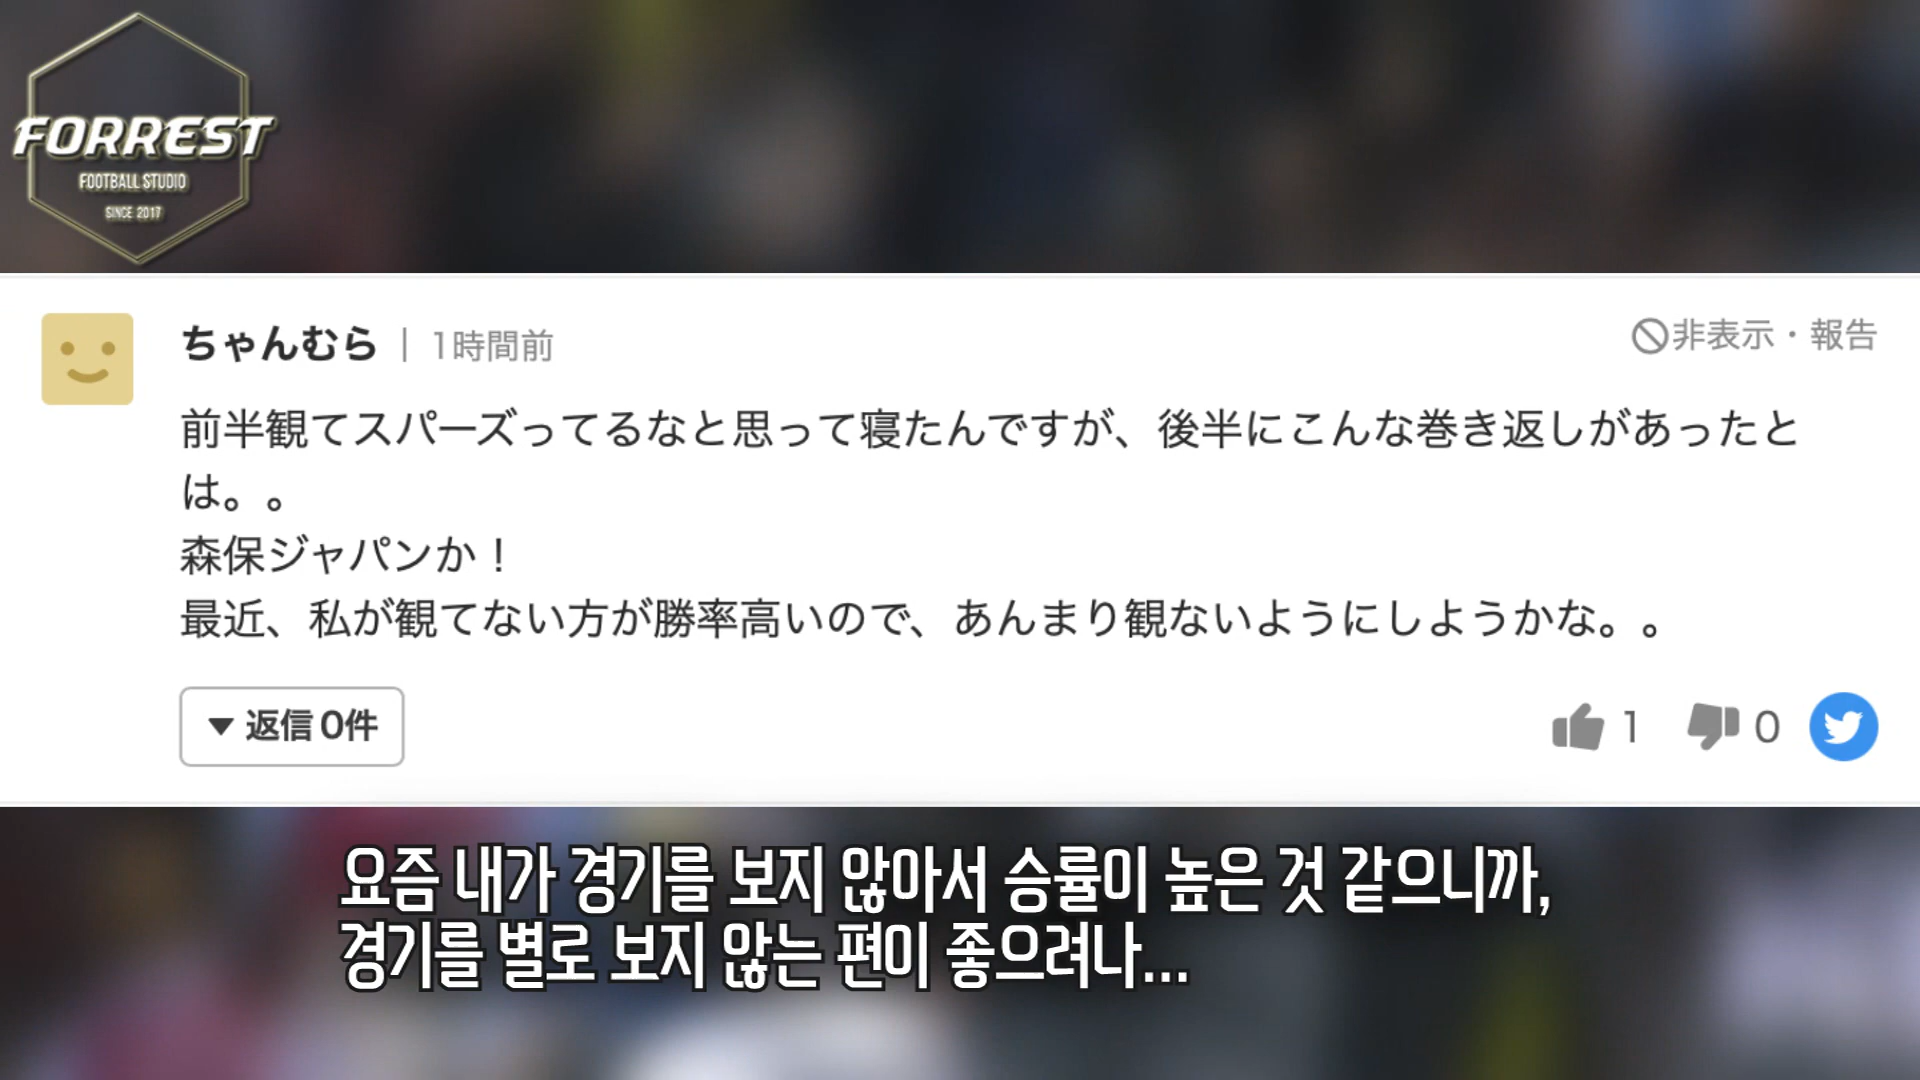 FORREST
FOOTBALL STUDIO
SINCE 2017
ちゃんむら | 1時間前
非表示・報告
前半観てスパーズってるなと思って寝たんですが、後半にこんな巻き返しがあったと
は。。
森保ジャパンか！
最近、私が観てない方が勝率高いので、あんまり観ないようにしようかな。。
返信0件
1 0
요즘 내가 경기를 보지 않아서 승률이 높은 것 같으니까,
경기를 별로 보지 않는 편이 좋으려나...